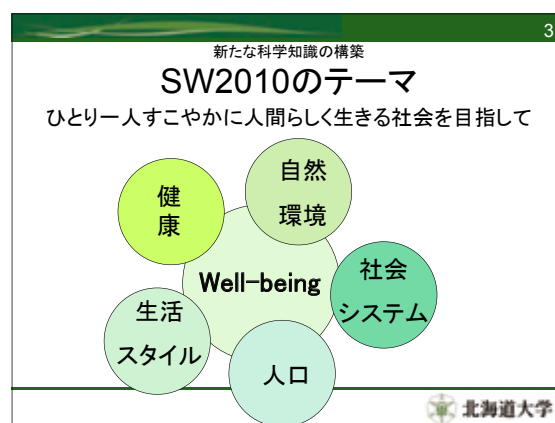 3
新たな科学知識の構築
SW2010のテーマ
ひとり一人すこやかに人間らしく生きる社会を目指して
自然
環境
健
康
Well-being
社会
システム
生活
スタイル
人口
北海道大学